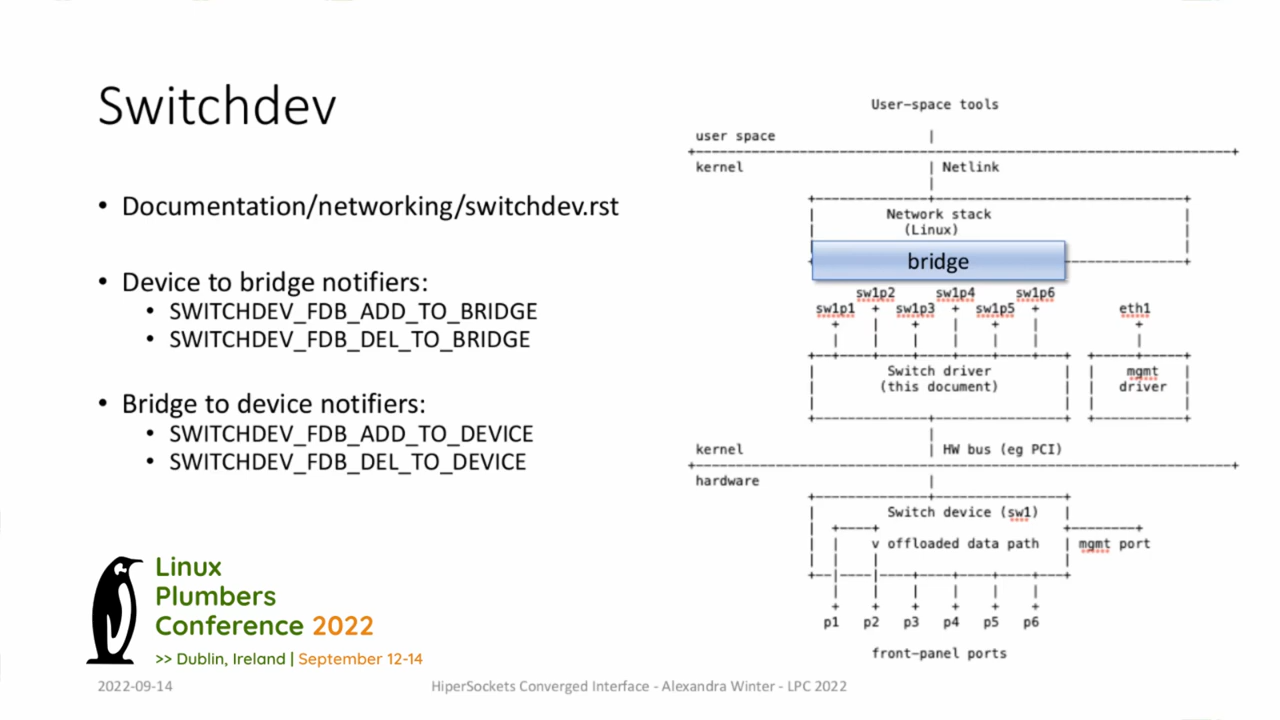 Switchdev
• Documentation/networking/switchdev.rst
• Device to bridge notifiers:
• SWITCHDEV_FDB_ADD_TO_BRIDGE
• SWITCHDEV_FDB_DEL_TO_BRIDGE
• Bridge to device notifiers:
• SWITCHDEV_FDB_ADD_TO_DEVICE
• SWITCHDEV_FDB_DEL_TO_DEVICE
User-space tools
user space
kernel
Netlink
Network stack
(Linux)
bridge
sw1p2 sw1p4 sw1p6
sw1p1 sw1p3 sw1p5 eth1
Switch driver
(this document)
mgmt
driver
kernel
HW bus (eg PCI)
hardware
Switch device (sw1)
v offloaded data path
mgmt port
p1 p2 p3 p4 p5 p6
front-panel ports
Linux
Plumbers
Conference 2022
>> Dublin, Ireland | September 12-14
2022-09-14
HiperSockets Converged Interface - Alexandra Winter - LPC 2022